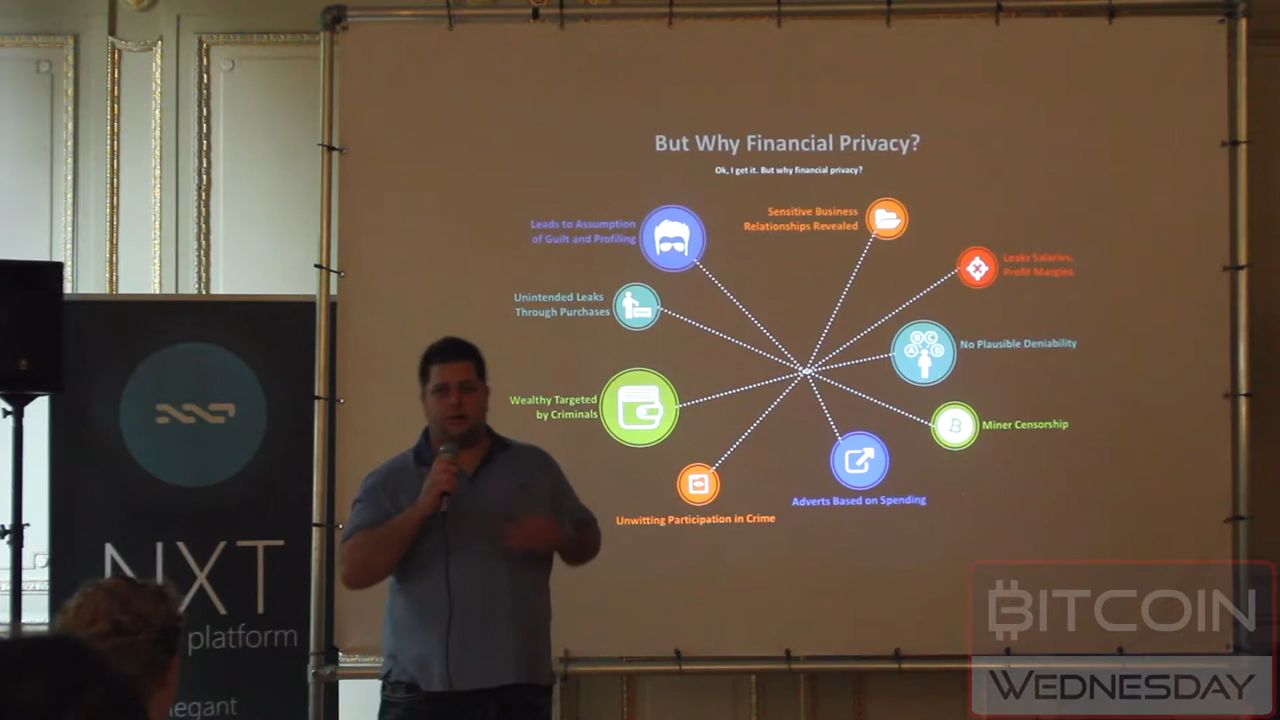 But Why Financial Privacy?
Ok, I get it. But why financial privacy?
Leads to Assumption
of Guilt and Profiling
Sensitive Business
Relationships Revealed
Leaks Salaries,
Profit Margins
Unintended Leaks
Through Purchases
No Plausible Deniability
Wealthy Targeted
by Criminals
Miner Censorship
Adverts Based on Spending
Unwitting Participation in Crime
NXT
platform
elegant
BITCOIN
WEDNESDAY